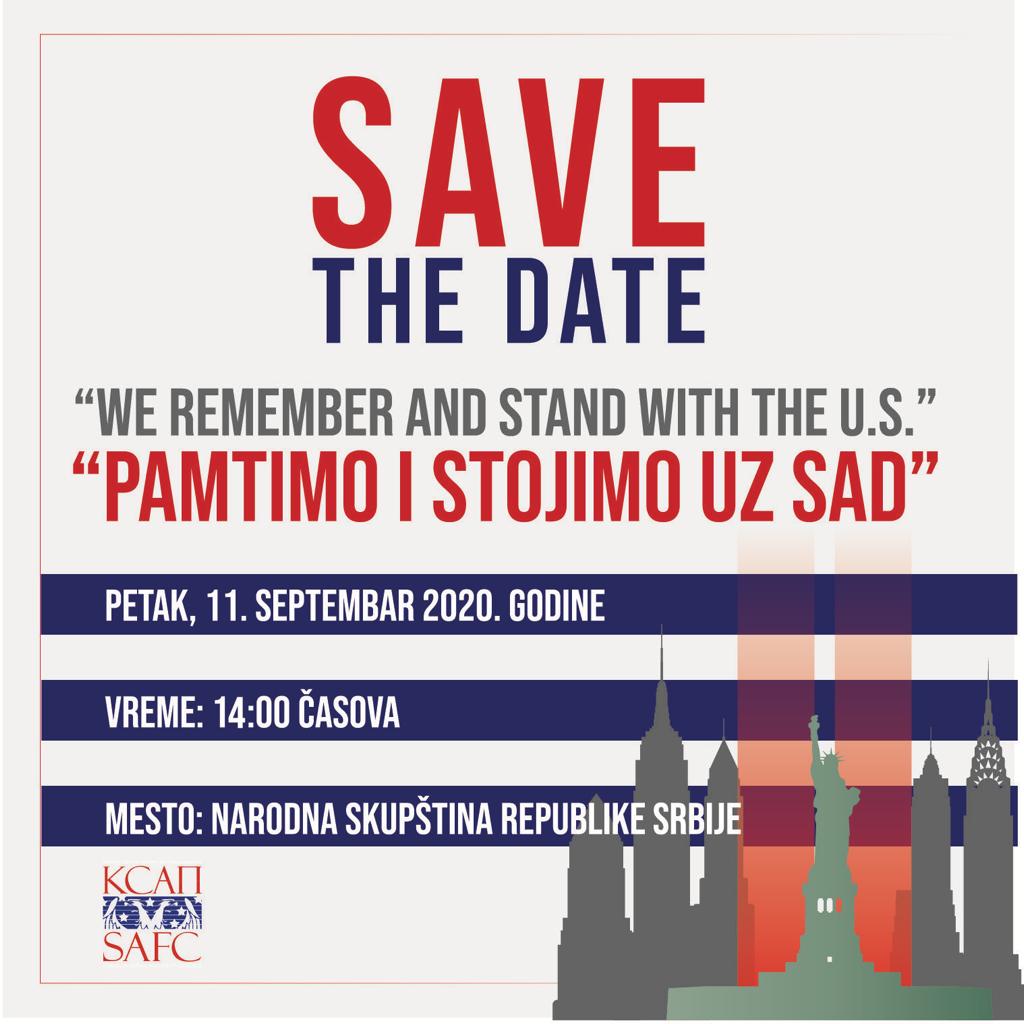 SAVE
THE DATE
“WE REMEMBER AND STAND WITH THE U.S.”
“PAMTIMO I STOJIMO UZ SAD”
PETAK, 11. SEPTEMBAR 2020. GODINE
VREME: 14:00 ČASOVA
MESTO: NARODNA SKUPŠTINA REPUBLIKE SRBIJE
КСАП
SAFC